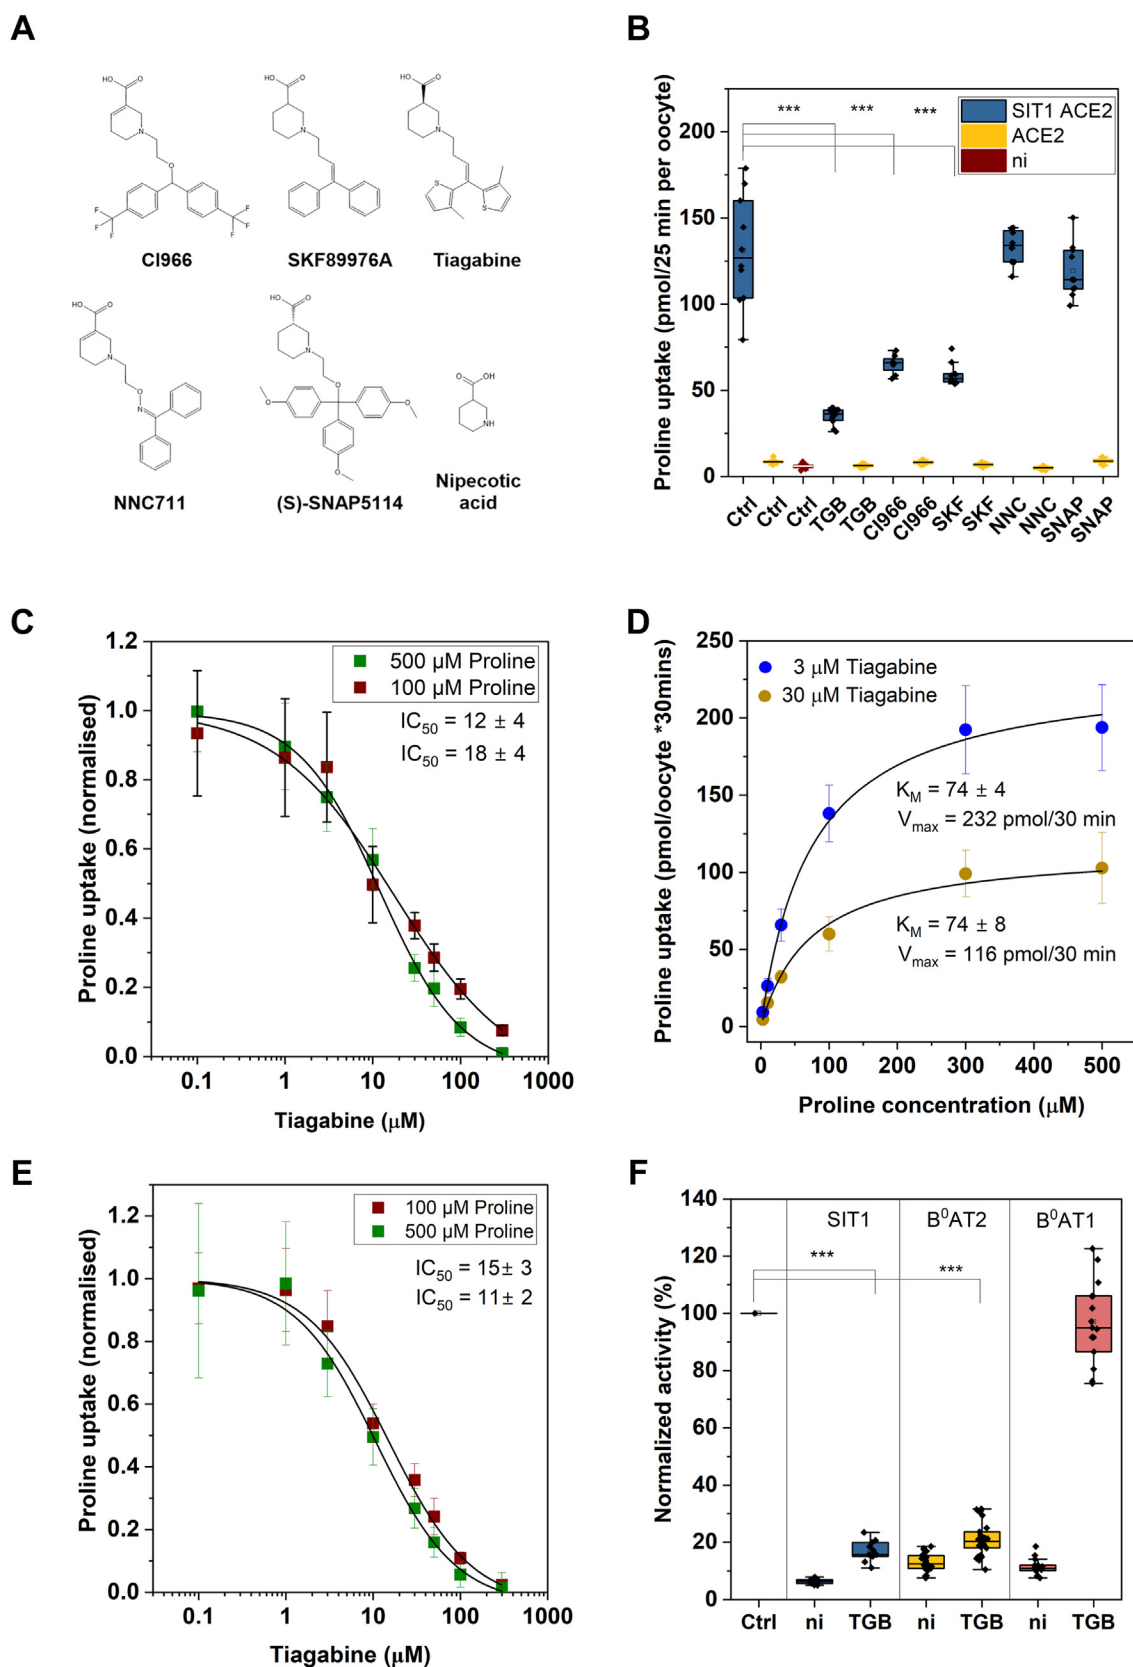 A
HO
O
N
O
F
F
F
F
F
F
CI966
HO
O
N
SKF89976A
HO
O
N
S
S
Tiagabine
HO
O
N
O
N
NNC711
HO
O
N
O
O
O
O
(S)-SNAP5114
O
OH
NH
Nipecotic
acid
B
Proline uptake (pmol/25 min per oocyte)
200
150
100
50
0
*** *** ***
SIT1 ACE2
ACE2
ni
Ctrl Ctrl Ctrl TGB TGB CI966 CI966 SKF SKF NNC NNC SNAP SNAP
C
Proline uptake (normalised)
1.2
1.0
0.8
0.6
0.4
0.2
0.0
500 µM Proline
100 µM Proline
IC50 = 12 ± 4
IC50 = 18 ± 4
0.1 1 10 100 1000
Tiagabine (µM)
D
Proline uptake (pmol/oocyte *30mins)
250
200
150
100
50
0
3 µM Tiagabine
30 µM Tiagabine
KM = 74 ± 4
Vmax = 232 pmol/30 min
KM = 74 ± 8
Vmax = 116 pmol/30 min
0 100 200 300 400 500
Proline concentration (µM)
E
Proline uptake (normalised)
1.2
1.0
0.8
0.6
0.4
0.2
0.0
100 µM Proline
500 µM Proline
IC50 = 15± 3
IC50 = 11± 2
0.1 1 10 100 1000
Tiagabine (µM)
F
Normalized activity (%)
140
120
100
80
60
40
20
0
SIT1 B0AT2 B0AT1
*** ***
Ctrl ni TGB ni TGB ni TGB